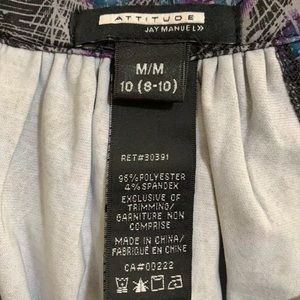 ATTITUDE
JAY MANUEL»
M/M
10 (8-10)
RET#30391
96%POLYESTER
4%SPANDEX
EXCLUSIVE OF
TRIMMING/
GARNITURE NON
COMPRISE
MADE IN CHINA/
FABRIQUÉ EN CHINE
CA#00222